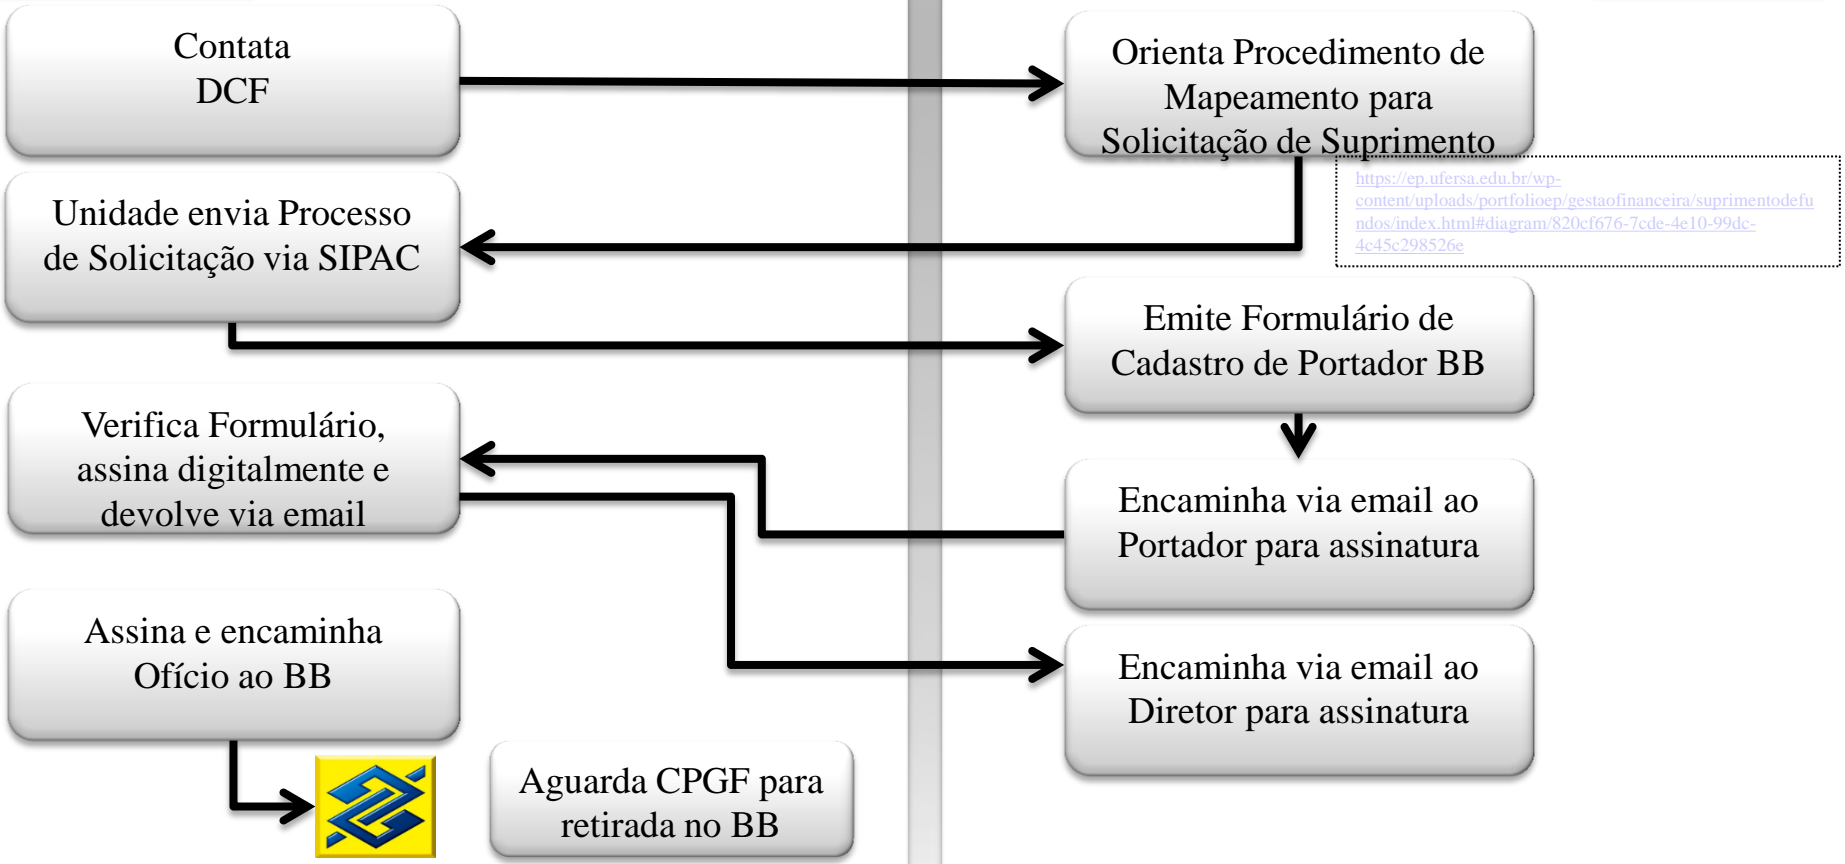 Contata
DCF
Orienta Procedimento de
Mapeamento para
Solicitação de Suprimento
https://ep.ufersa.edu.br/wp-
content/uploads/portfolioep/gestaofinanceira/suprimentodefu
ndos/index.html#diagram/820cf676-7cde-4e10-99dc-
4c45c298526e
Unidade envia Processo
de Solicitação via SIPAC
Emite Formulário de
Cadastro de Portador BB
Verifica Formulário,
assina digitalmente e
devolve via email
Encaminha via email ao
Portador para assinatura
Assina e encaminha
Ofício ao BB
Encaminha via email ao
Diretor para assinatura
Aguarda CPGF para
retirada no BB